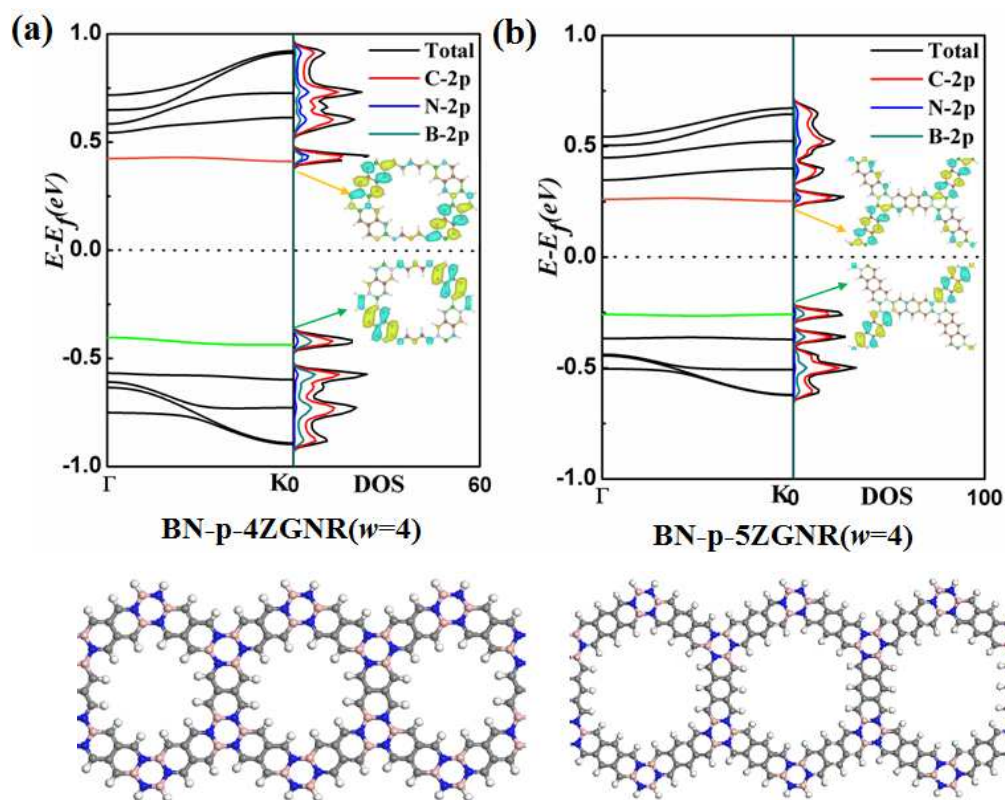 (a)
1.0
0.5
0.0
-0.5
-1.0
E-E_f(eV)
Total
C-2p
N-2p
B-2p
Γ
K
0
DOS
60
BN-p-4ZGNR(w=4)
(b)
1.0
0.5
0.0
-0.5
-1.0
E-E_f(eV)
Total
C-2p
N-2p
B-2p
Γ
K
0
DOS
100
BN-p-5ZGNR(w=4)